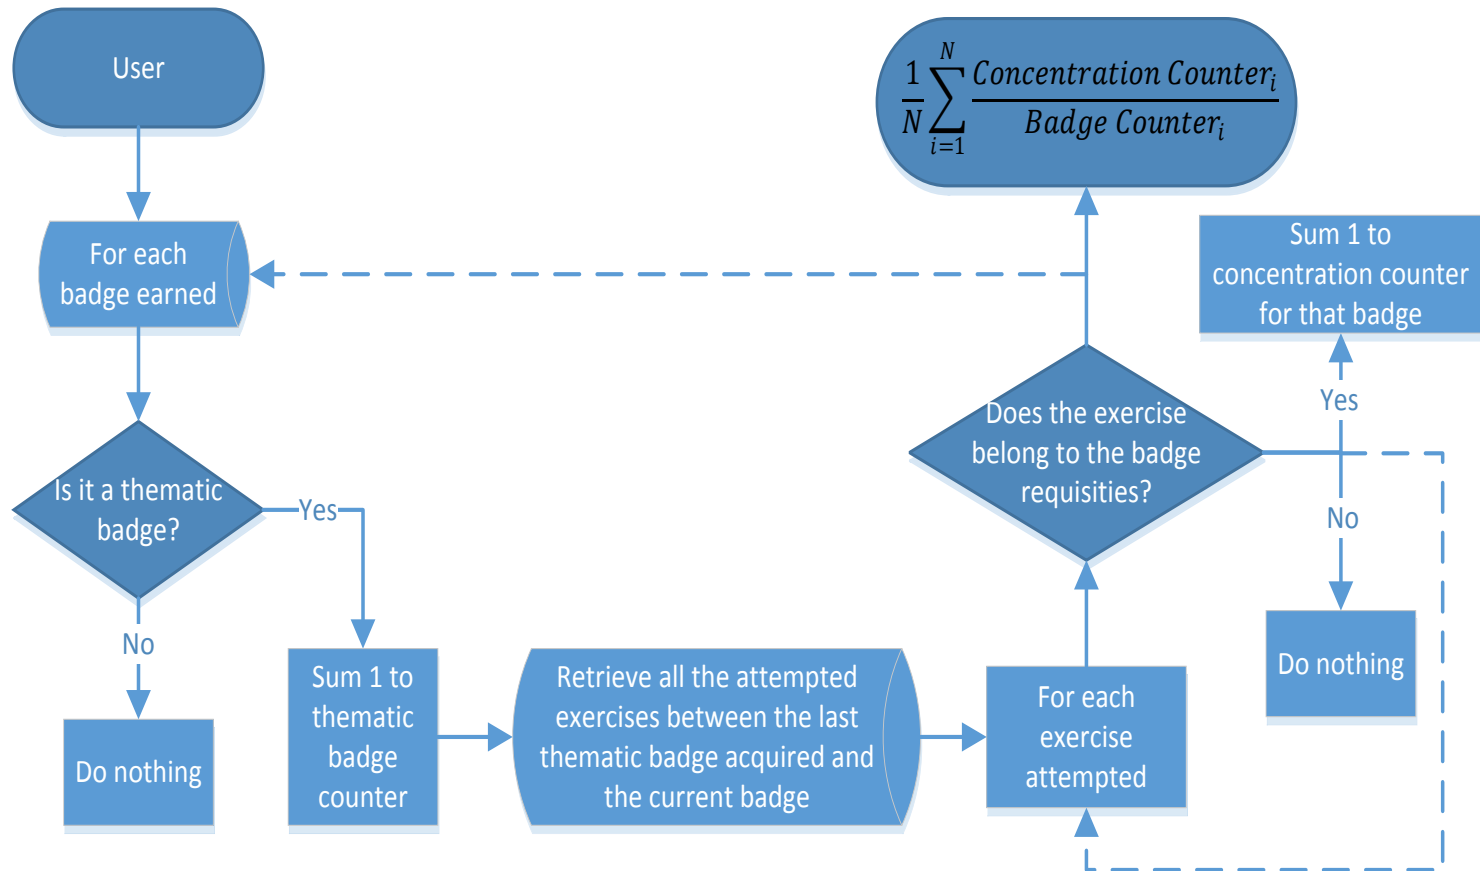 User
For each
badge earned
Is it a thematic
badge?
Yes
No
Do nothing
Sum 1 to
thematic
badge
counter
Retrieve all the attempted
exercises between the last
thematic badge acquired and
the current badge
For each
exercise
attempted
Does the exercise
belong to the badge
requisities?
Yes
Sum 1 to
concentration counter
for that badge
No
Do nothing
N
1 Concentration Counter_i
N ∑ Badge Counter_i
i=1